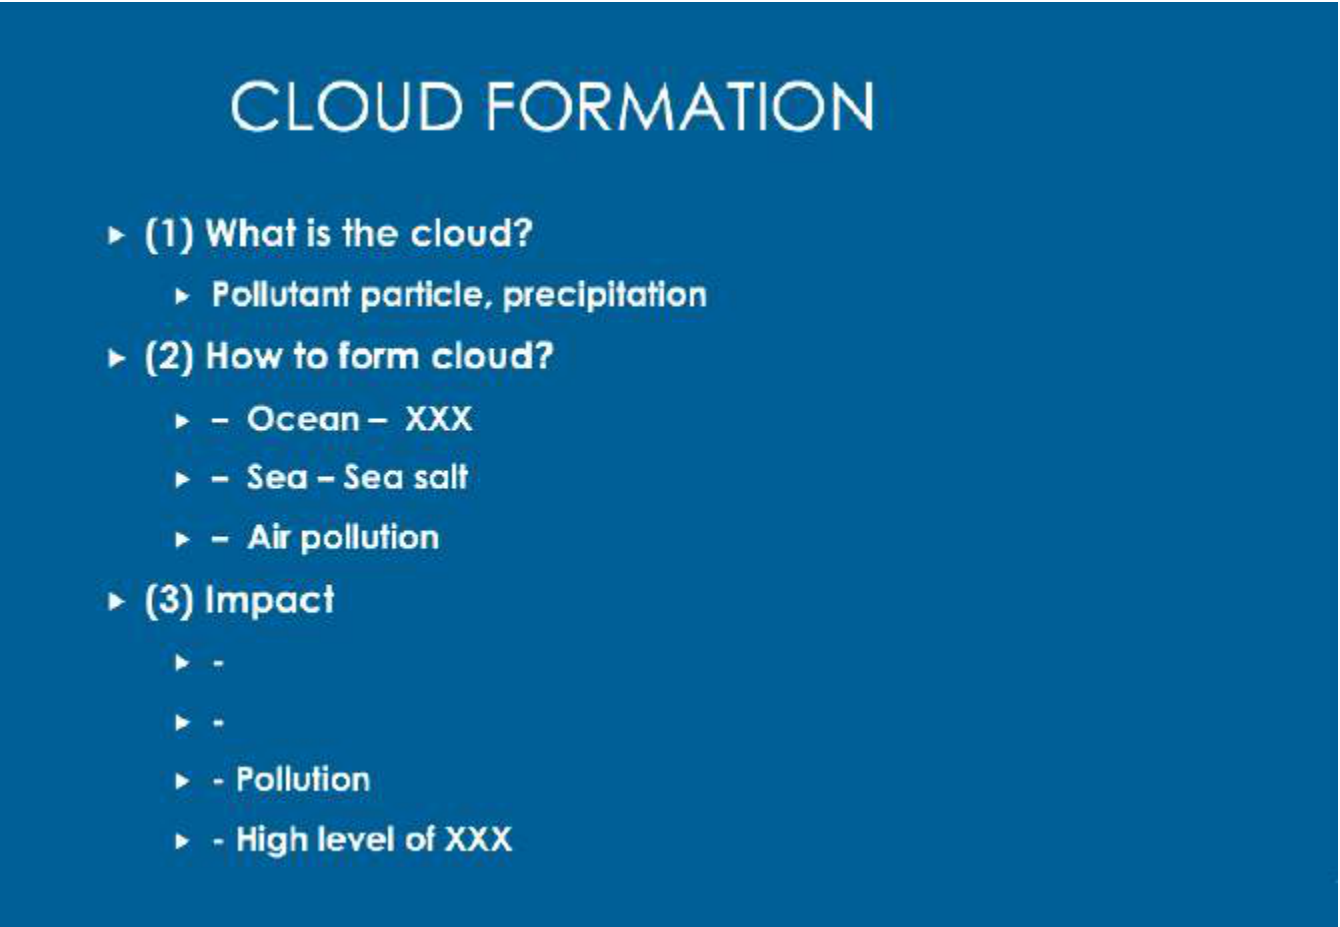 CLOUD FORMATION
(1) What is the cloud?
Pollutant particle, precipitation
(2) How to form cloud?
– Ocean – XXX
– Sea – Sea salt
– Air pollution
(3) Impact
-
-
- Pollution
- High level of XXX